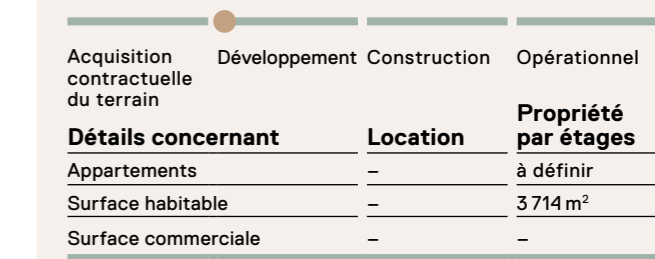 Acquisition
contractuelle
du terrain
Développement
Construction
Opérationnel
Détails concernant Location Propriété
par étages
Appartements – à définir
Surface habitable – 3 714 m²
Surface commerciale – –